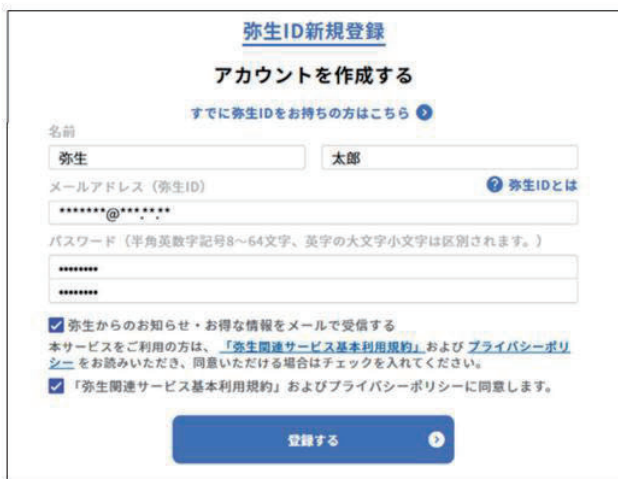 弥生ID新規登録
アカウントを作成する
すでに弥生IDをお持ちの方はこちら
名前
弥生 太郎
メールアドレス（弥生ID） ? 弥生IDとは
*******@***.**.**
パスワード（半角英数字記号8～64文字、英字の大文字小文字は区別されます。）
••••••••
••••••••
弥生からのお知らせ・お得な情報をメールで受信する
本サービスをご利用の方は、「弥生関連サービス基本利用規約」および プライバシーポリ
シー をお読みいただき、同意いただける場合はチェックを入れてください。
「弥生関連サービス基本利用規約」およびプライバシーポリシーに同意します。
登録する